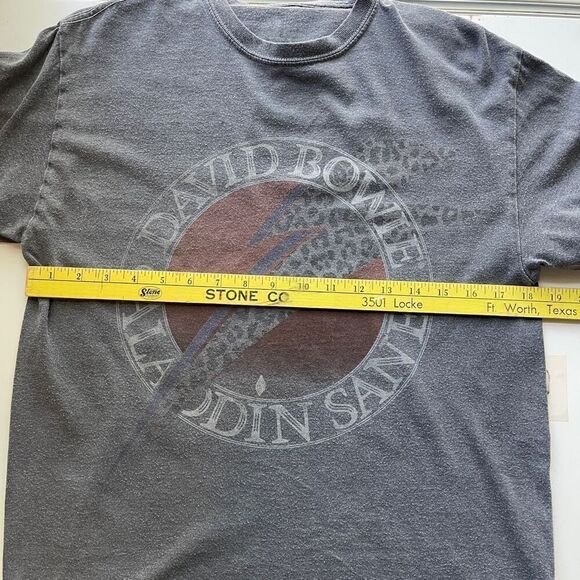 DAVID BOWIE
1 2 3 4 5 6 7 8 9 10 11 12 13 14 15 16 17 18 19
Stone STONE CO. 3501 Locke Ft. Worth, Texas
ALADDIN SANE